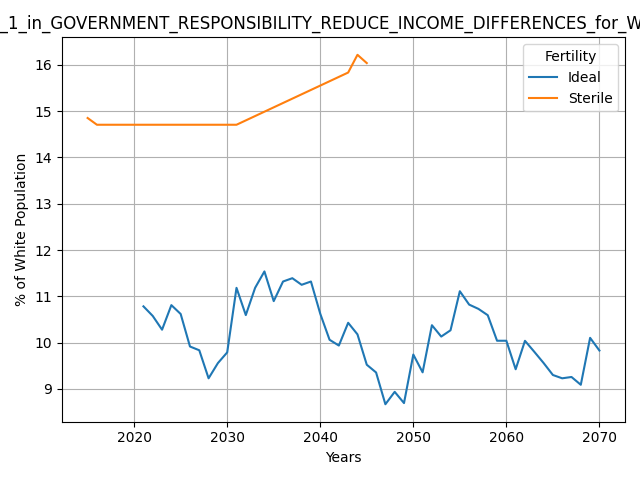 _1_in_GOVERNMENT_RESPONSIBILITY_REDUCE_INCOME_DIFFERENCES_for_W
Fertility
Ideal
Sterile
% of White Population
16
15
14
13
12
11
10
9
2020 2030 2040 2050 2060 2070
Years